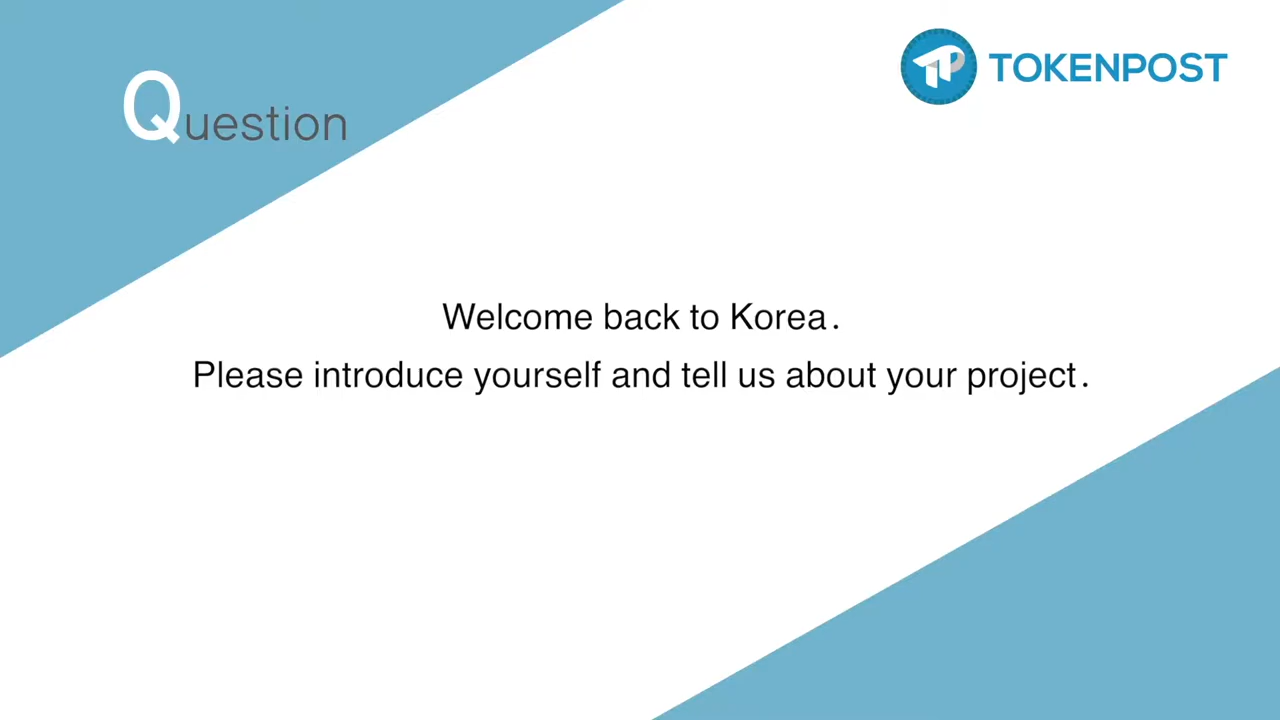 Question
TOKENPOST
Welcome back to Korea.
Please introduce yourself and tell us about your project.